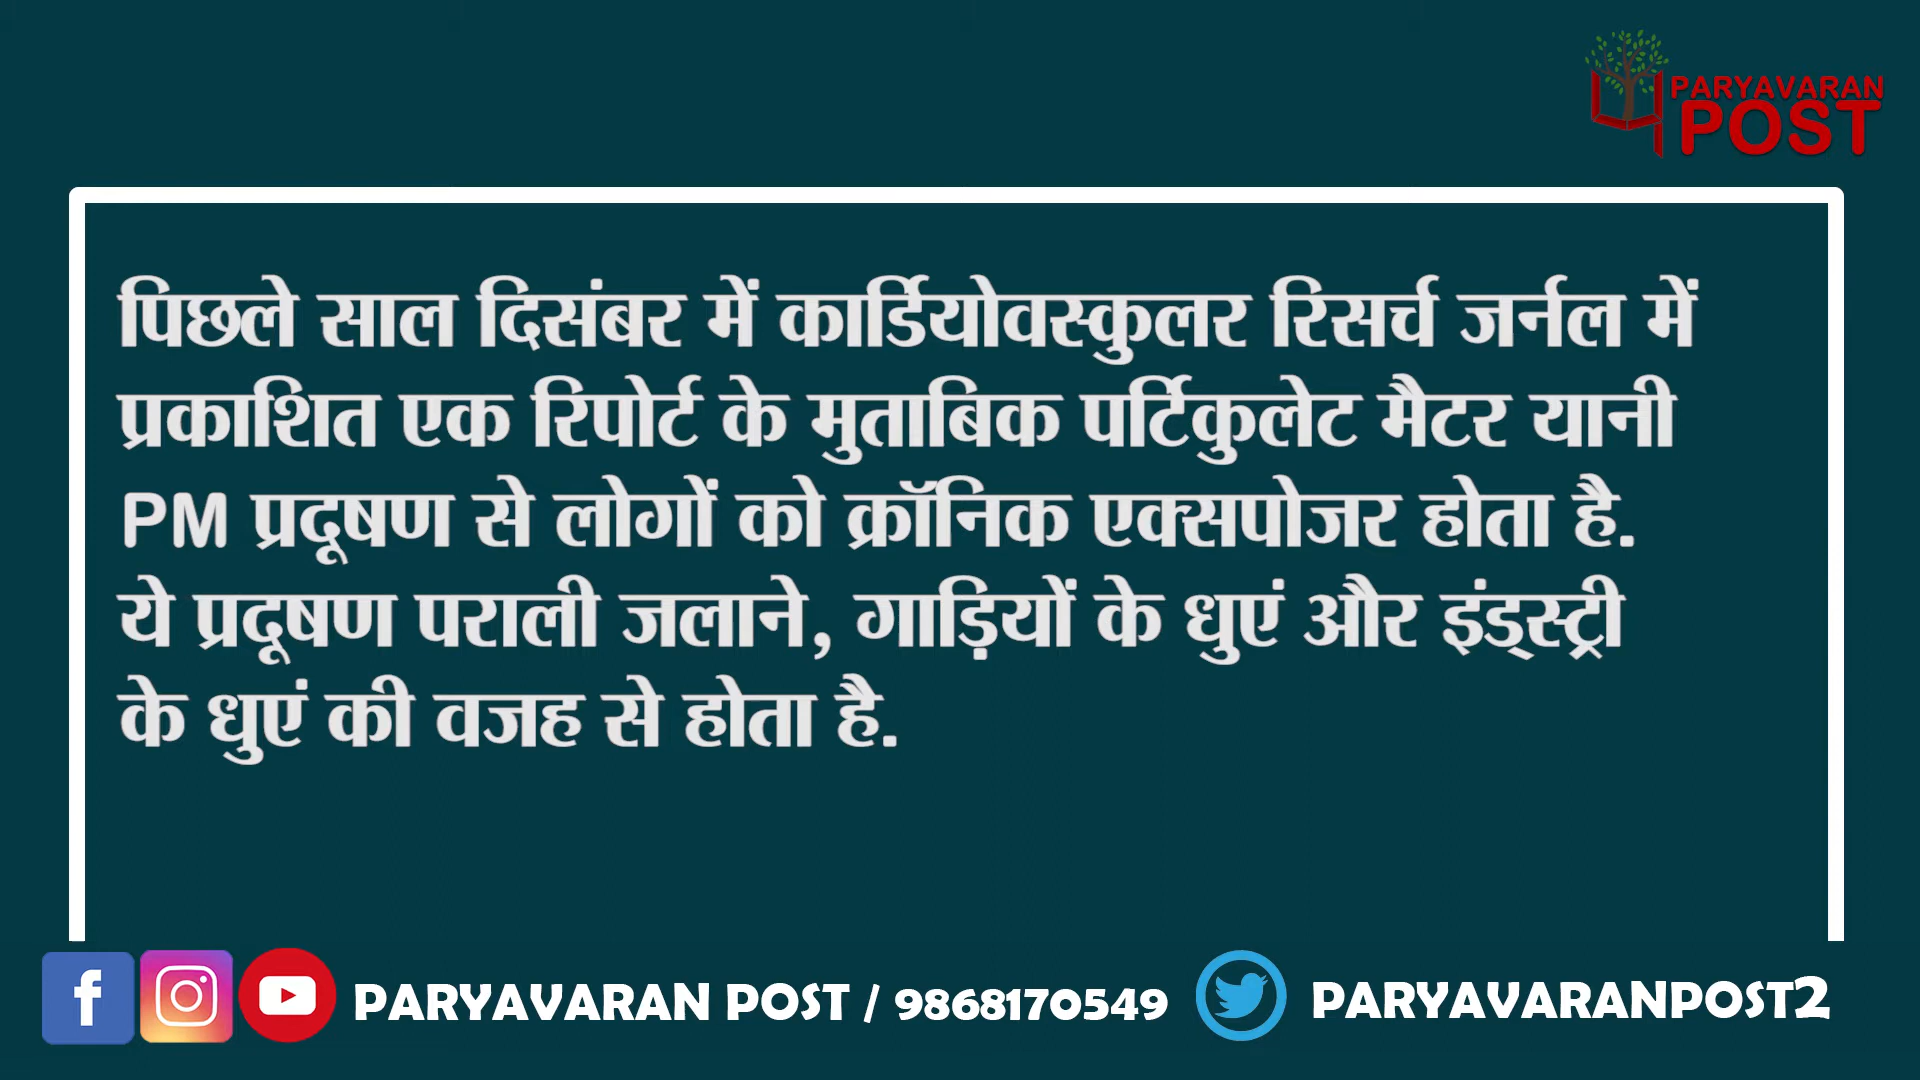 PARYAVARAN
POST
पिछले साल दिसंबर में कार्डियोवस्कुलर रिसर्च जर्नल में
प्रकाशित एक रिपोर्ट के मुताबिक पर्टिकुलेट मैटर यानी
PM प्रदूषण से लोगों को क्रॉनिक एक्सपोजर होता है.
ये प्रदूषण पराली जलाने, गाड़ियों के धुएं और इंड्स्ट्री
के धुएं की वजह से होता है.
PARYAVARAN POST / 9868170549 PARYAVARANPOST2